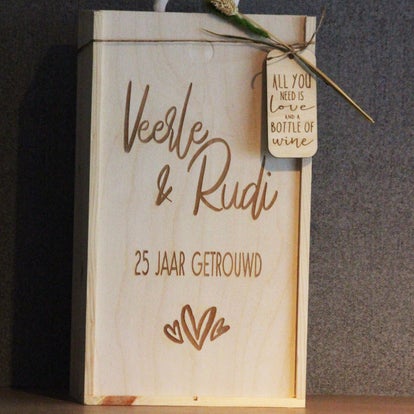 Veerle
& Rudi
25 JAAR GETROUWD
ALL YOU
NEED IS
love
AND A
BOTTLE OF
wine